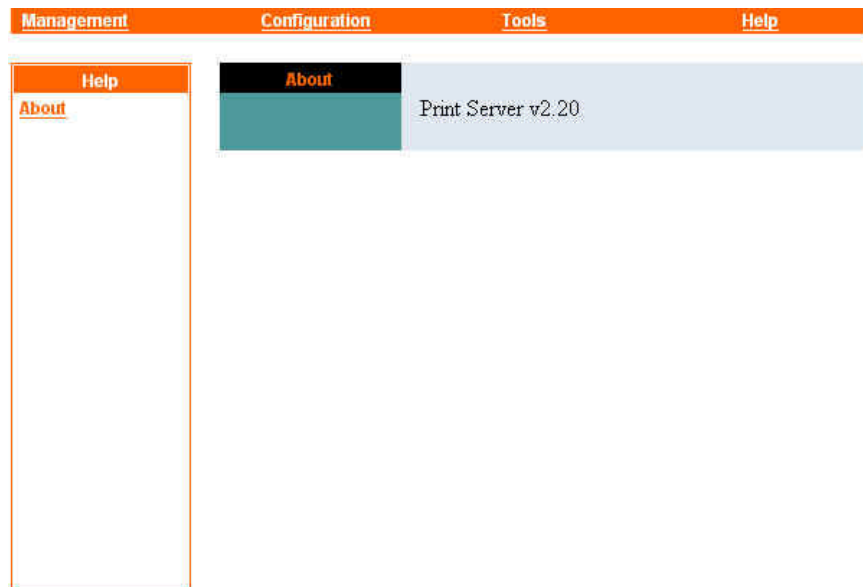 Management Configuration Tools Help
Help
About
About
Print Server v2.20